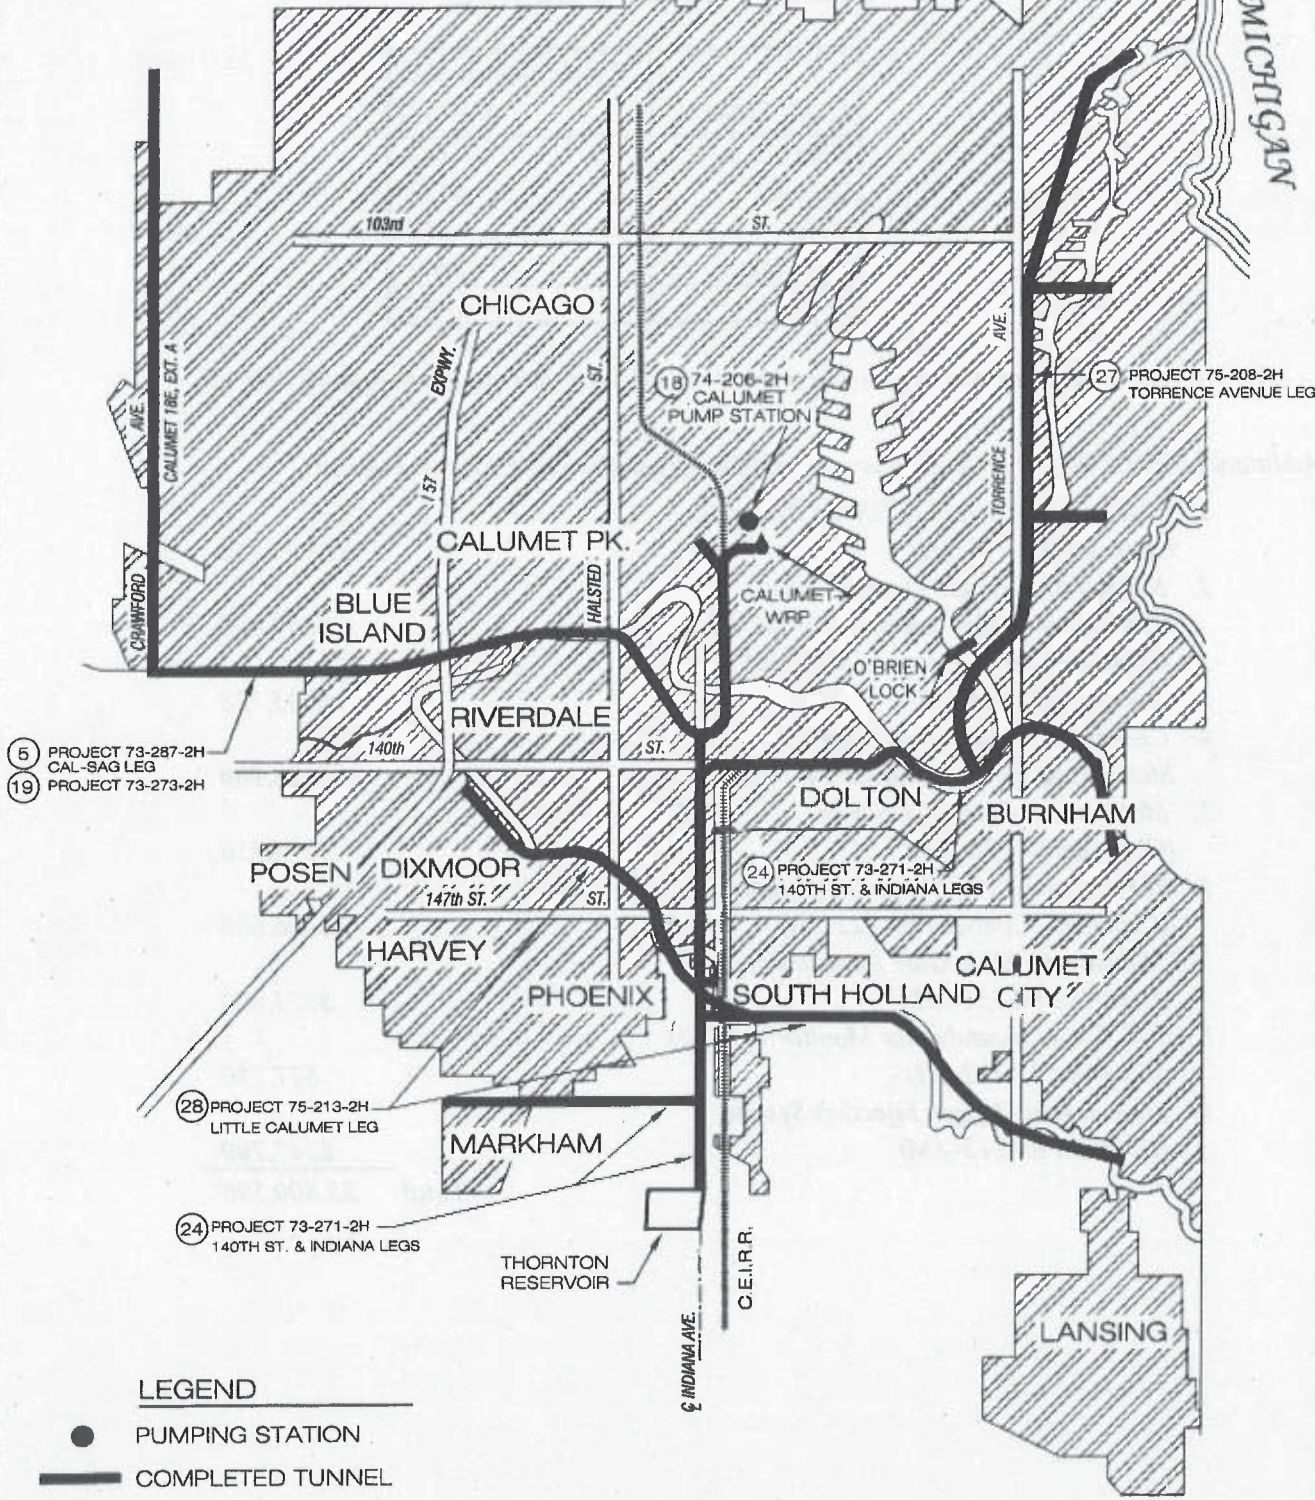 MICHIGAN
103rd ST.
CHICAGO
EXPWY.
ST.
AVE.
18 74-206-2H
CALUMET
PUMP STATION
27 PROJECT 75-208-2H
TORRENCE AVENUE LEG
AVE.
CALUMET 18E, EXT. A
I 57
TORRENCE
CALUMET PK.
HALSTED
CRAWFORD
BLUE
ISLAND
CALUMET
WRP
O'BRIEN
LOCK
RIVERDALE
140th ST.
5 PROJECT 73-287-2H
CAL-SAG LEG
19 PROJECT 73-273-2H
DOLTON
BURNHAM
POSEN
DIXMOOR
24 PROJECT 73-271-2H
140TH ST. & INDIANA LEGS
147th ST. ST.
HARVEY
CALUMET
CITY
PHOENIX
SOUTH HOLLAND
28 PROJECT 75-213-2H
LITTLE CALUMET LEG
MARKHAM
24 PROJECT 73-271-2H
140TH ST. & INDIANA LEGS
THORNTON
RESERVOIR
C.E.I.R.R.
℄ INDIANA AVE.
LANSING
LEGEND
PUMPING STATION
COMPLETED TUNNEL